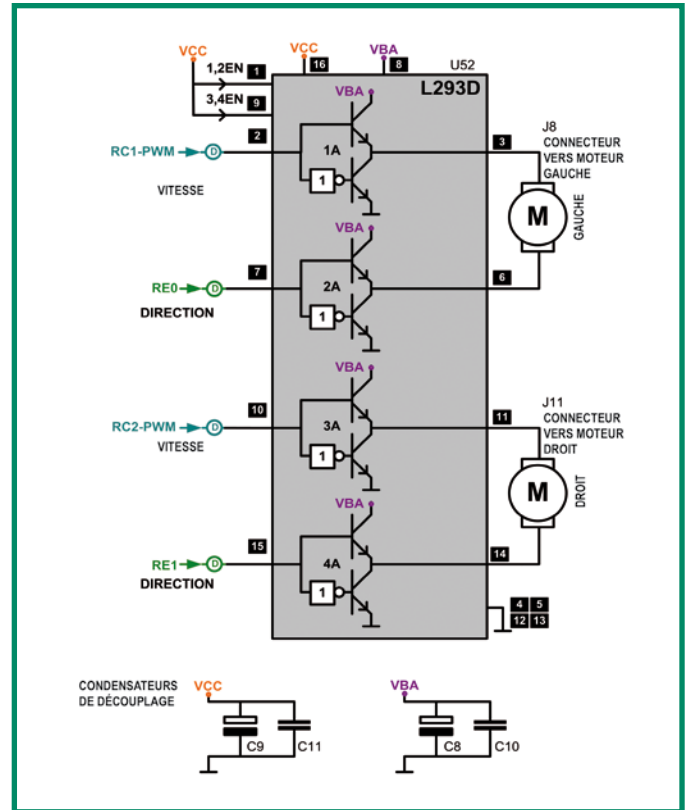 VCC
VCC
VBA
U52
1,2EN 1
16
8
L293D
3,4EN 9
VBA
2
3
J8
CONNECTEUR
VERS MOTEUR
GAUCHE
RC1-PWM D
1A
1
VITESSE
M
GAUCHE
VBA
7
6
RE0 D
2A
1
DIRECTION
VBA
10
11
J11
CONNECTEUR
VERS MOTEUR
DROIT
RC2-PWM D
3A
1
VITESSE
M
DROIT
VBA
15
14
RE1 D
4A
1
DIRECTION
4 5
12 13
CONDENSATEURS
DE DÉCOUPLAGE
VCC
VBA
C9
C11
C8
C10